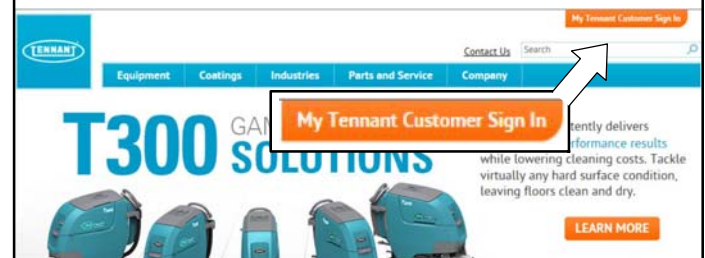 My Tennant Customer Sign In
TENNANT
Contact Us Search
Equipment Coatings Industries Parts and Service Company
My Tennant Customer Sign In
T300 GA
SOLUTIONS
tently delivers
rformance results
while lowering cleaning costs. Tackle
virtually any hard surface condition,
leaving floors clean and dry.
LEARN MORE